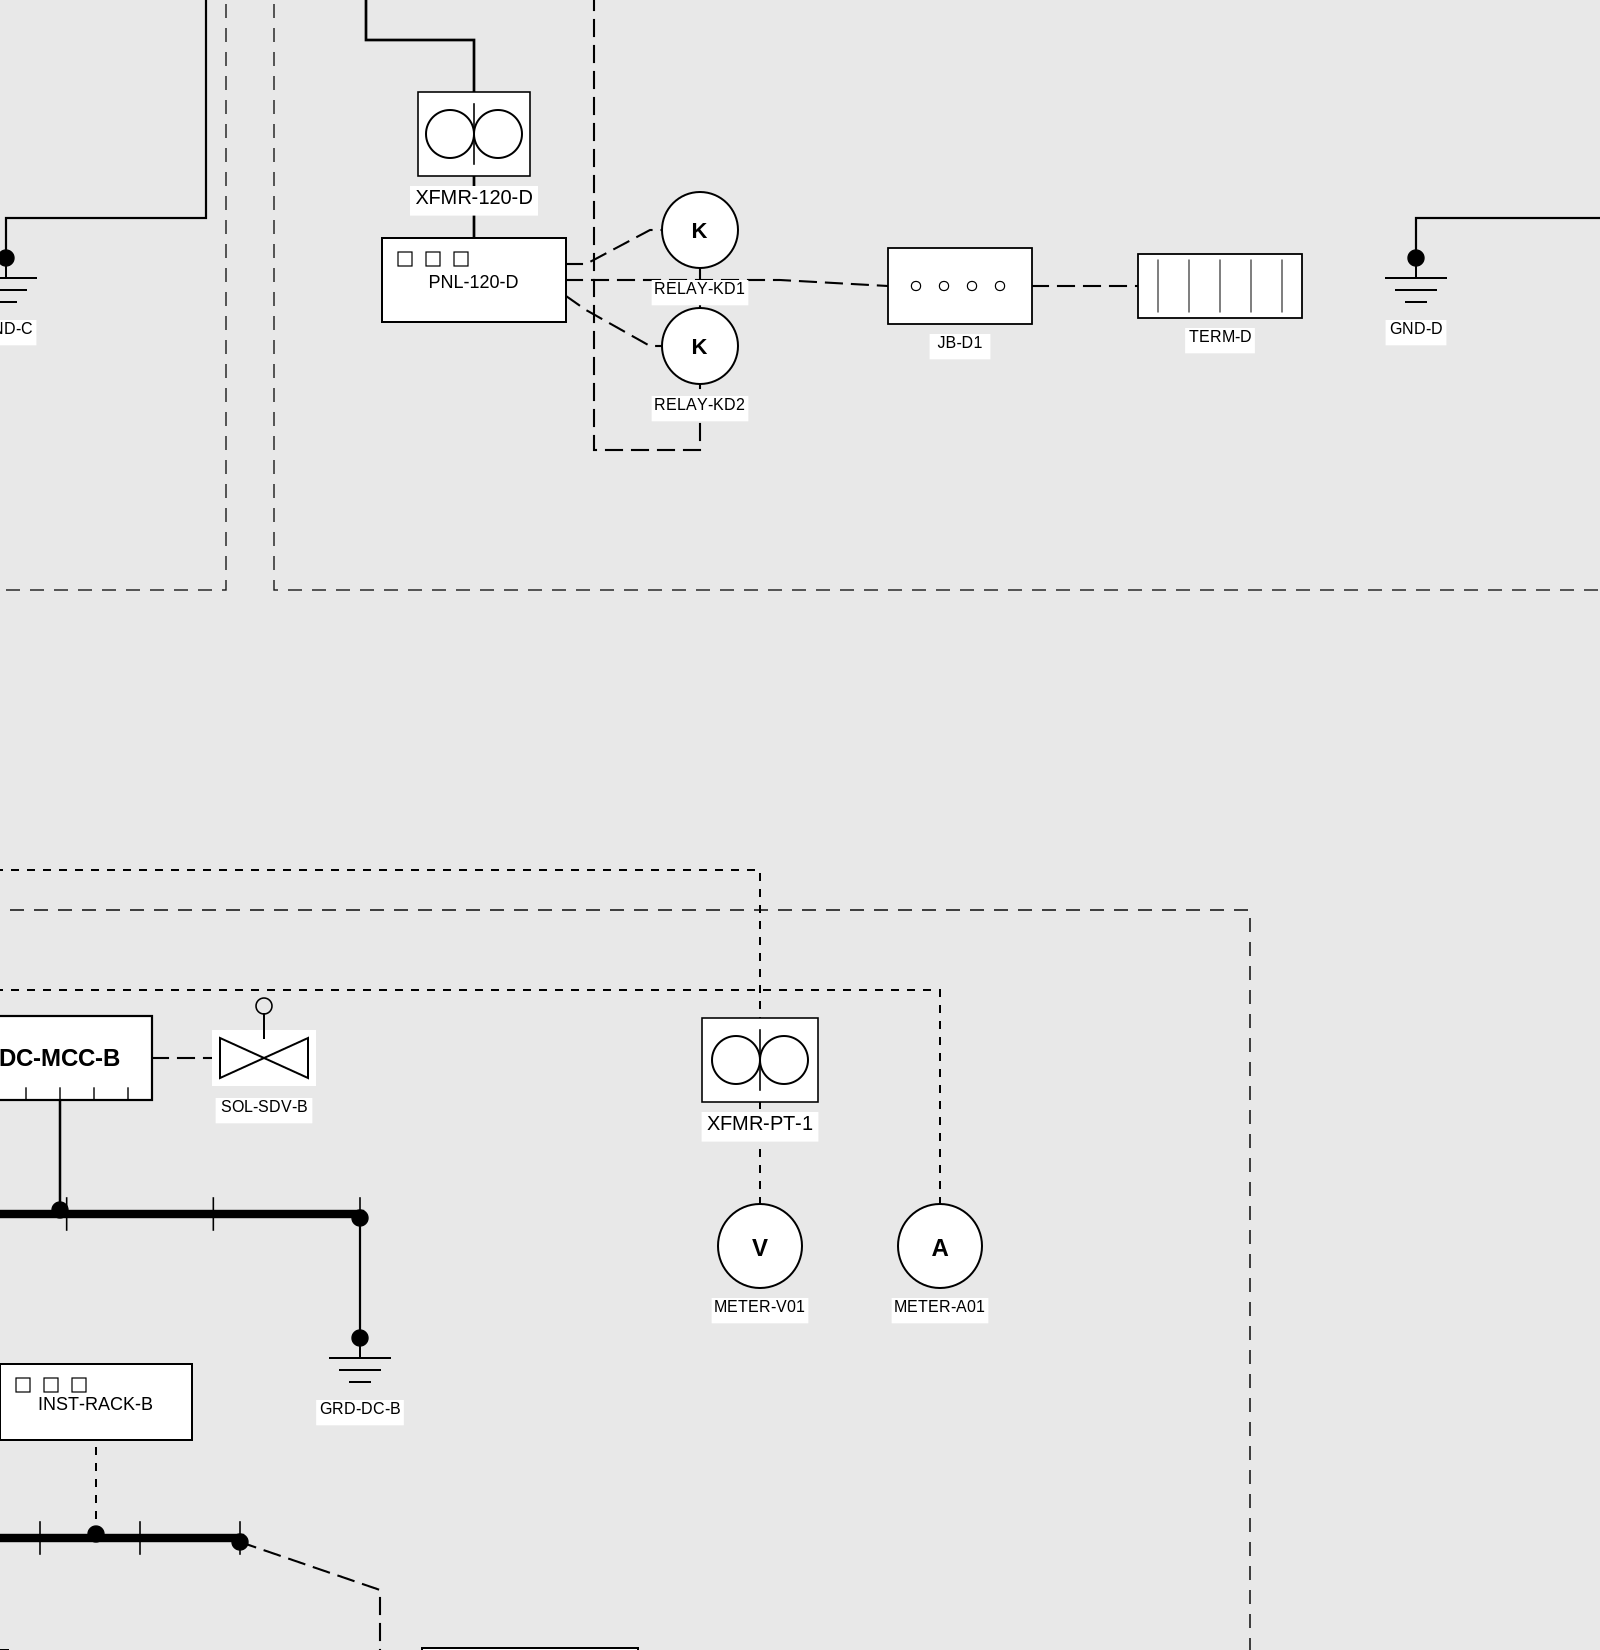 XFMR-120-D
K
PNL-120-D
RELAY-KD1
ND-C
GND-D
TERM-D
JB-D1
K
RELAY-KD2
DC-MCC-B
SOL-SDV-B
XFMR-PT-1
V
A
METER-V01
METER-A01
INST-RACK-B
GRD-DC-B